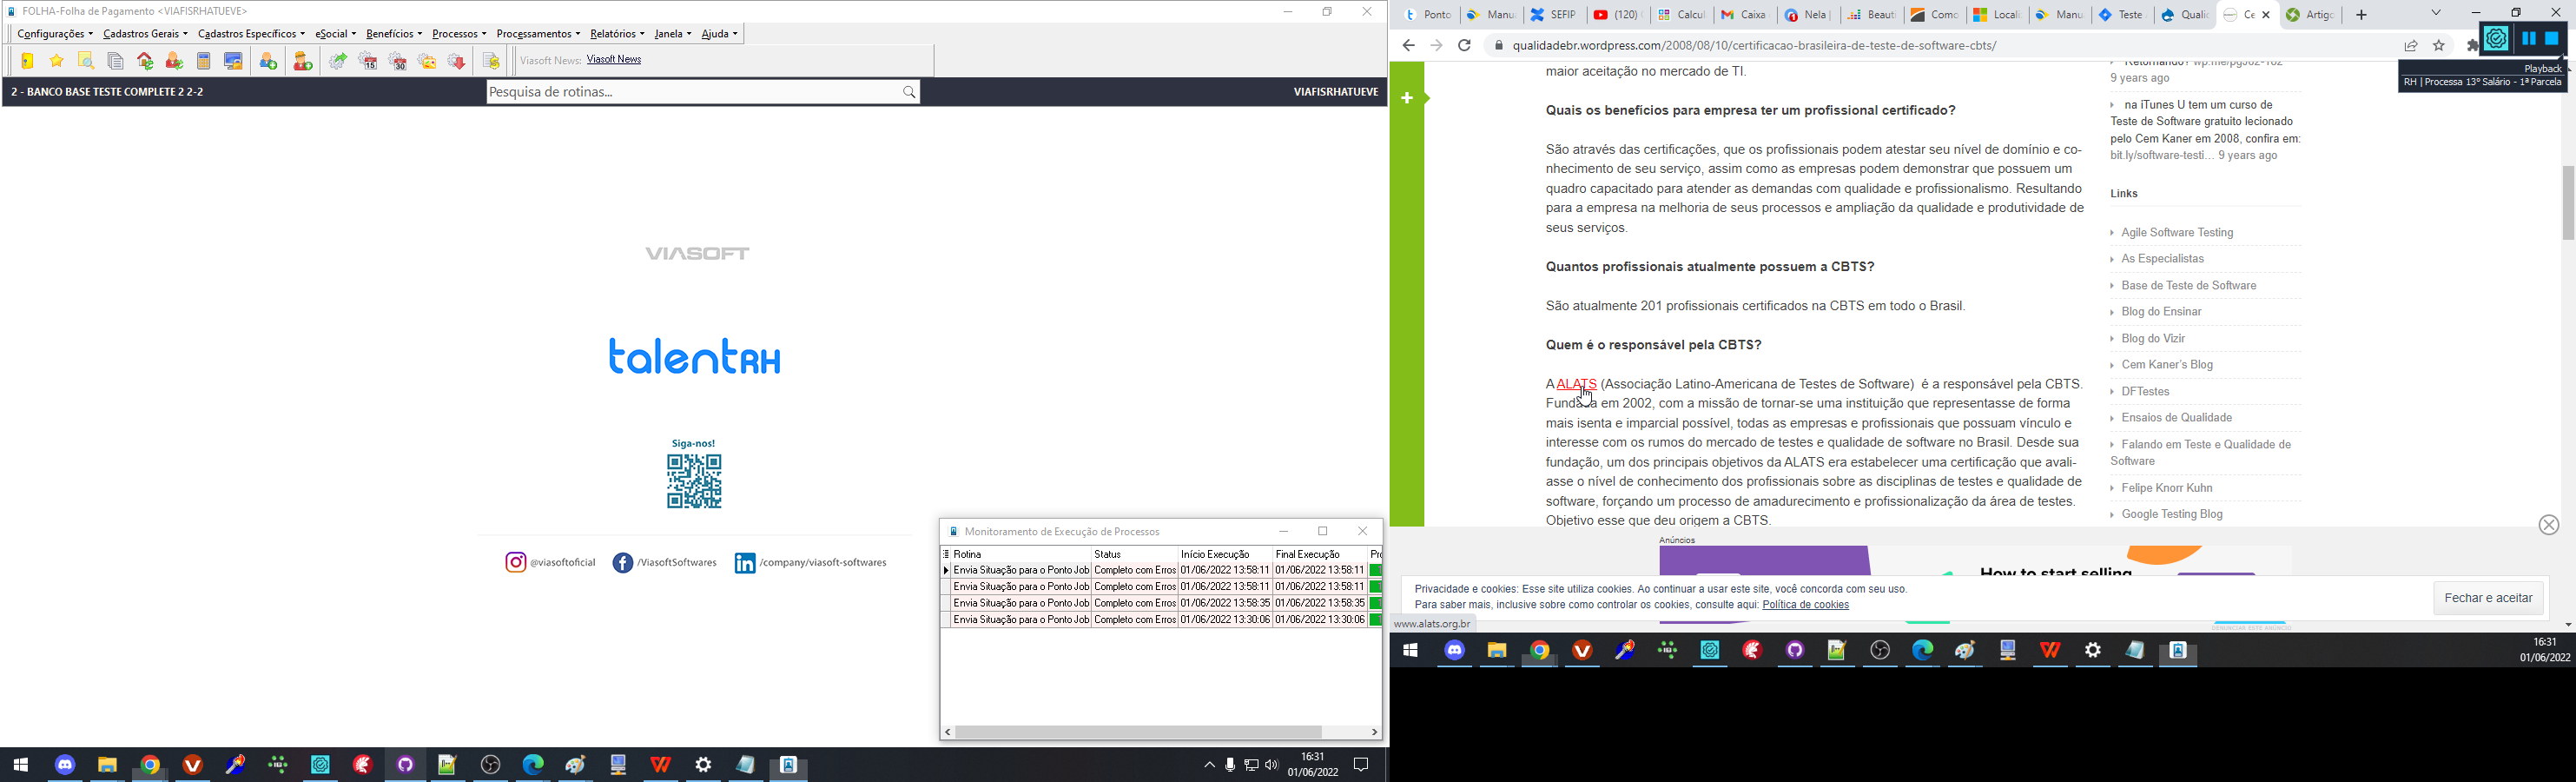 FOLHA-Folha de Pagamento <VIAFISRHATUEVE>
Configurações Cadastros Gerais Cadastros Específicos eSocial Benefícios Processos Processamentos Relatórios Janela Ajuda
Viasoft News: Viasoft News
2 - BANCO BASE TESTE COMPLETE 2 2-2
Pesquisa de rotinas...
VIAFISRHATUEVE
VIASOFT
talentRH
Siga-nos!
@viasoftoficial /ViasoftSoftwares /company/viasoft-softwares
Monitoramento de Execução de Processos
Rotina Status Início Execução Final Execução
Envia Situação para o Ponto Job Completo com Erros 01/06/2022 13:58:11 01/06/2022 13:58:11
Envia Situação para o Ponto Job Completo com Erros 01/06/2022 13:58:11 01/06/2022 13:58:11
Envia Situação para o Ponto Job Completo com Erros 01/06/2022 13:58:35 01/06/2022 13:58:35
Envia Situação para o Ponto Job Completo com Erros 01/06/2022 13:30:06 01/06/2022 13:30:06
16:31
01/06/2022
Ponto Manu SEFIP (120) Calcul Caixa Nela Beaut Como Locali Manu Teste Qualic Ce Artig
qualidadebr.wordpress.com/2008/08/10/certificacao-brasileira-de-teste-de-software-cbts/
Playback
RH | Processa 13º Salário - 1ª Parcela
maior aceitação no mercado de TI.
Quais os benefícios para empresa ter um profissional certificado?
São através das certificações, que os profissionais podem atestar seu nível de domínio e co-
nhecimento de seu serviço, assim como as empresas podem demonstrar que possuem um
quadro capacitado para atender as demandas com qualidade e profissionalismo. Resultando
para a empresa na melhoria de seus processos e ampliação da qualidade e produtividade de
seus serviços.
Quantos profissionais atualmente possuem a CBTS?
São atualmente 201 profissionais certificados na CBTS em todo o Brasil.
Quem é o responsável pela CBTS?
A ALATS (Associação Latino-Americana de Testes de Software) é a responsável pela CBTS.
Fundada em 2002, com a missão de tornar-se uma instituição que representasse de forma
mais isenta e imparcial possível, todas as empresas e profissionais que possuam vínculo e
interesse com os rumos do mercado de testes e qualidade de software no Brasil. Desde sua
fundação, um dos principais objetivos da ALATS era estabelecer uma certificação que avali-
asse o nível de conhecimento dos profissionais sobre as disciplinas de testes e qualidade de
software, forçando um processo de amadurecimento e profissionalização da área de testes.
Objetivo esse que deu origem a CBTS.
9 years ago
na iTunes U tem um curso de
Teste de Software gratuito lecionado
pelo Cem Kaner em 2008, confira em:
bit.ly/software-testi… 9 years ago
Links
Agile Software Testing
As Especialistas
Base de Teste de Software
Blog do Ensinar
Blog do Vizir
Cem Kaner's Blog
DFTestes
Ensaios de Qualidade
Falando em Teste e Qualidade de
Software
Felipe Knorr Kuhn
Google Testing Blog
Anúncios
How to start selling
Privacidade e cookies: Esse site utiliza cookies. Ao continuar a usar este site, você concorda com seu uso.
Para saber mais, inclusive sobre como controlar os cookies, consulte aqui: Política de cookies
Fechar e aceitar
DENUNCIAR ESTE ANÚNCIO
www.alats.org.br
16:31
01/06/2022